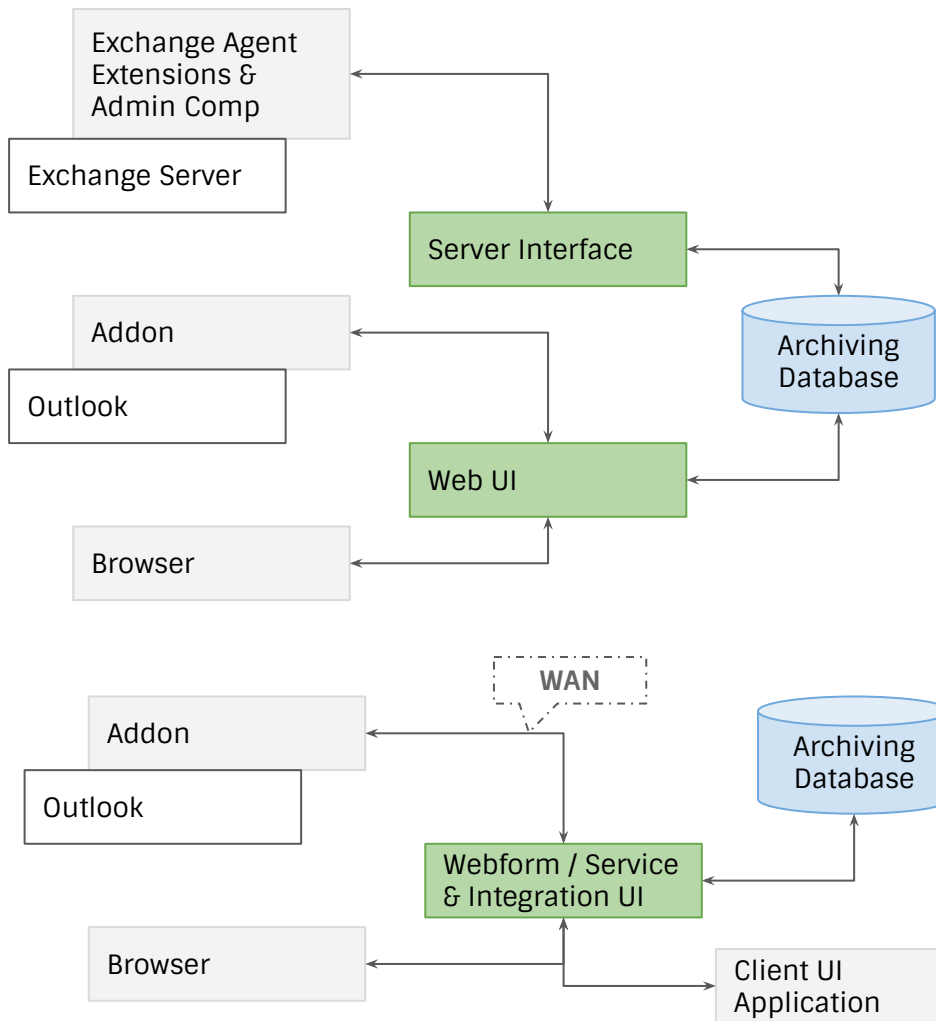 Exchange Agent
Extensions &
Admin Comp
Exchange Server
Server Interface
Addon
Outlook
Archiving
Database
Web UI
Browser
WAN
Addon
Outlook
Archiving
Database
Webform / Service
& Integration UI
Browser
Client UI
Application